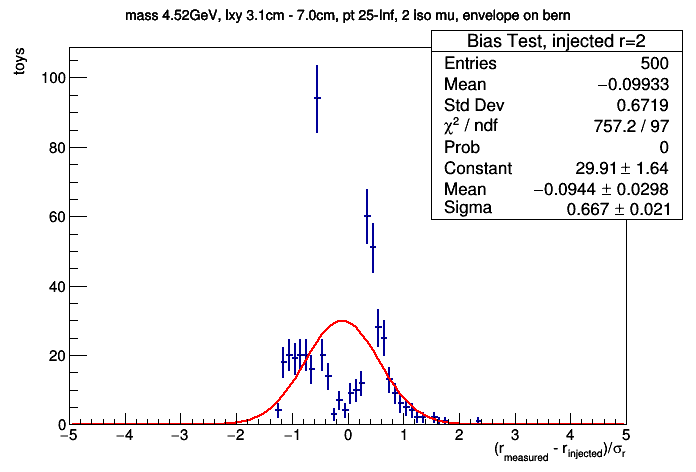 mass 4.52GeV, lxy 3.1cm - 7.0cm, pt 25-Inf, 2 Iso mu, envelope on bern
toys
Bias Test, injected r=2
Entries 500
Mean −0.09933
Std Dev 0.6719
χ² / ndf 757.2 / 97
Prob 0
Constant 29.91 ± 1.64
Mean −0.0944 ± 0.0298
Sigma 0.667 ± 0.021
100
80
60
40
20
0
−5 −4 −3 −2 −1 0 1 2 3 4 5
(r_measured - r_injected)/σ_r